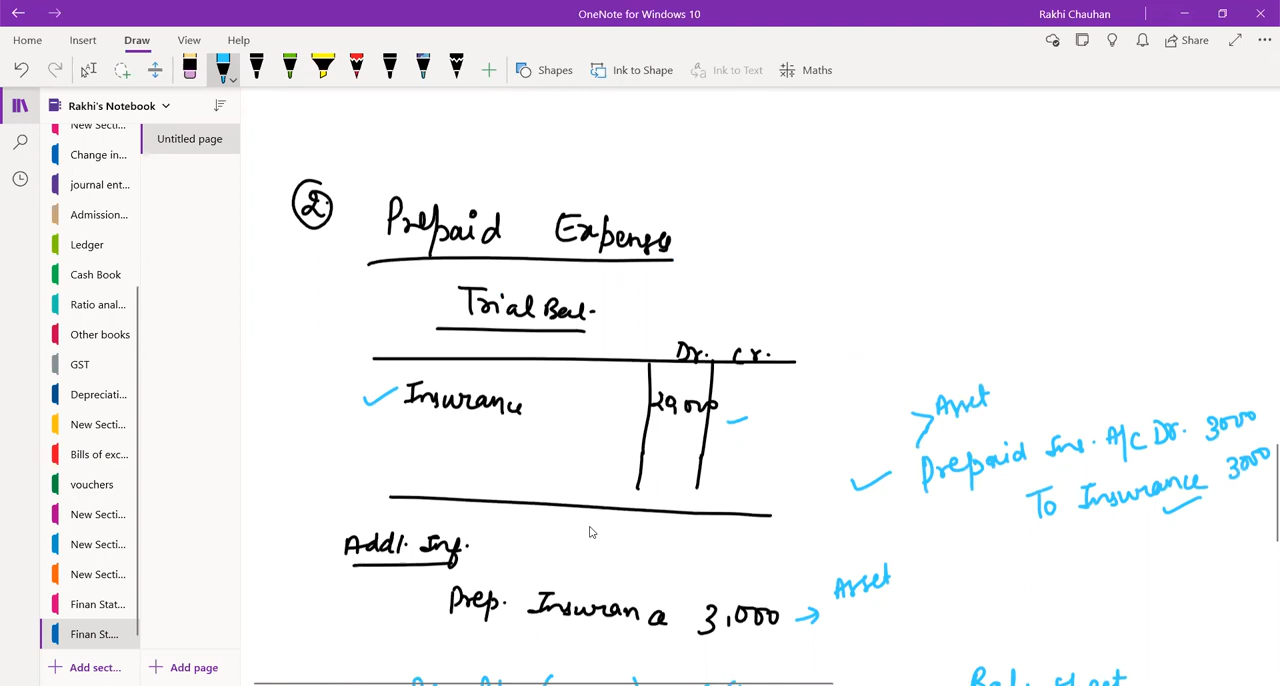 OneNote for Windows 10
Rakhi Chauhan
Home Insert Draw View Help
Share
Shapes Ink to Shape Ink to Text Maths
Rakhi's Notebook
New Secti...
Change in...
journal ent...
Admission...
Ledger
Cash Book
Ratio anal...
Other books
GST
Depreciati...
New Secti...
Bills of exc...
vouchers
New Secti...
New Secti...
New Secti...
Finan Stat...
Finan St....
Add sect...
Untitled page
Add page
2.
Prepaid Expenses
Trial Bal.
Dr. Cr.
Insurance 29000
Asset
Prepaid Ins. A/C Dr. 3000
To Insurance 3000
Addl. Inf.
Prep. Insurance 3,000 → Asset